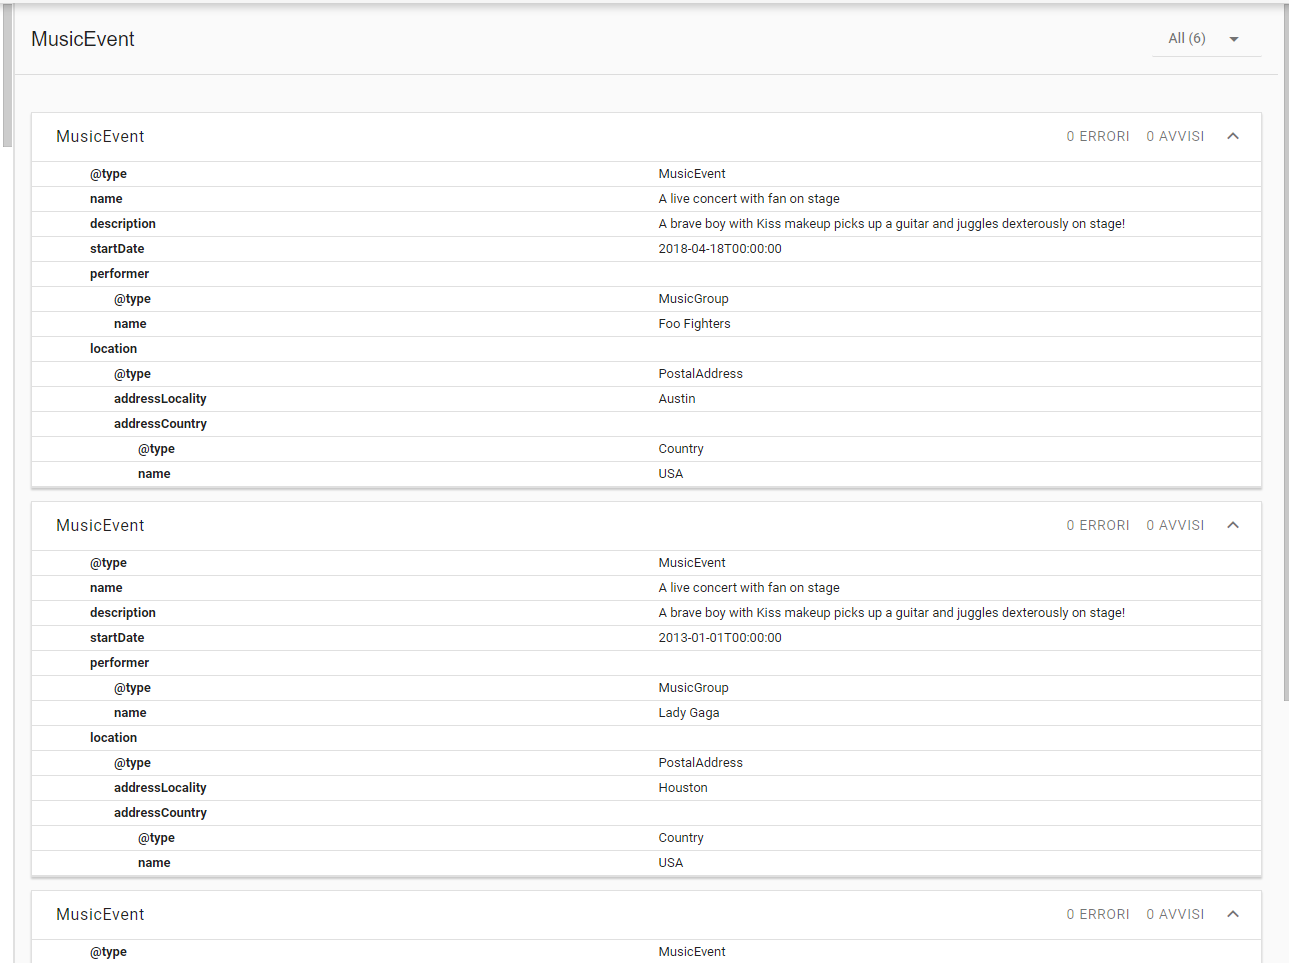 MusicEvent All (6)
MusicEvent 0 ERRORI 0 AVVISI
@type MusicEvent
name A live concert with fan on stage
description A brave boy with Kiss makeup picks up a guitar and juggles dexterously on stage!
startDate 2018-04-18T00:00:00
performer
@type MusicGroup
name Foo Fighters
location
@type PostalAddress
addressLocality Austin
addressCountry
@type Country
name USA
MusicEvent 0 ERRORI 0 AVVISI
@type MusicEvent
name A live concert with fan on stage
description A brave boy with Kiss makeup picks up a guitar and juggles dexterously on stage!
startDate 2013-01-01T00:00:00
performer
@type MusicGroup
name Lady Gaga
location
@type PostalAddress
addressLocality Houston
addressCountry
@type Country
name USA
MusicEvent 0 ERRORI 0 AVVISI
@type MusicEvent